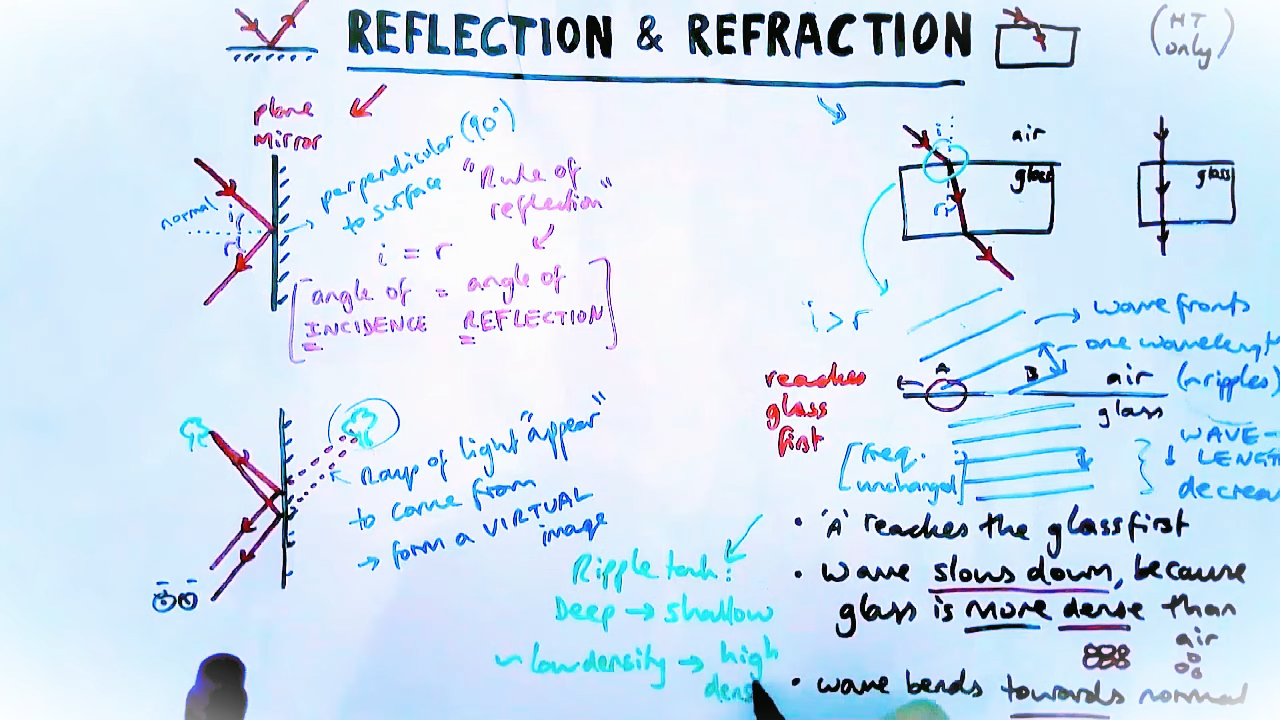 REFLECTION & REFRACTION
(HT only)
plane
mirror
perpendicular (90°)
to surface
normal
i
r
"Rule of
reflection"
i = r
[angle of = angle of
INCIDENCE REFLECTION]
"appear"
Rays of light
to come from
→ form a VIRTUAL
image
i
air
glass
r
glass
i > r
→ wave fronts
one wavelength
(~ripples)
A
B
air
glass
reaches
glass
first
[freq.
unchanged]
} ↓ WAVE-
LENGTH
decrea
• 'A' reaches the glass first
• wave slows down, because
glass is more dense than
air
• wave bends towards normal
Ripple tank:
Deep → shallow
~ low density → high
dens